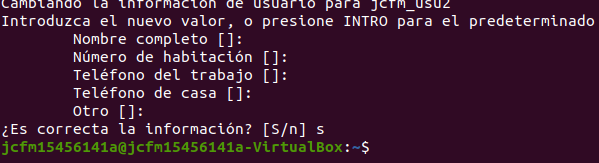 Cambiando la información de usuario para jcfm_usu2
Introduzca el nuevo valor, o presione INTRO para el predeterminado
Nombre completo []:
Número de habitación []:
Teléfono del trabajo []:
Teléfono de casa []:
Otro []:
¿Es correcta la información? [S/n] s
jcfm15456141a@jcfm15456141a-VirtualBox:~$